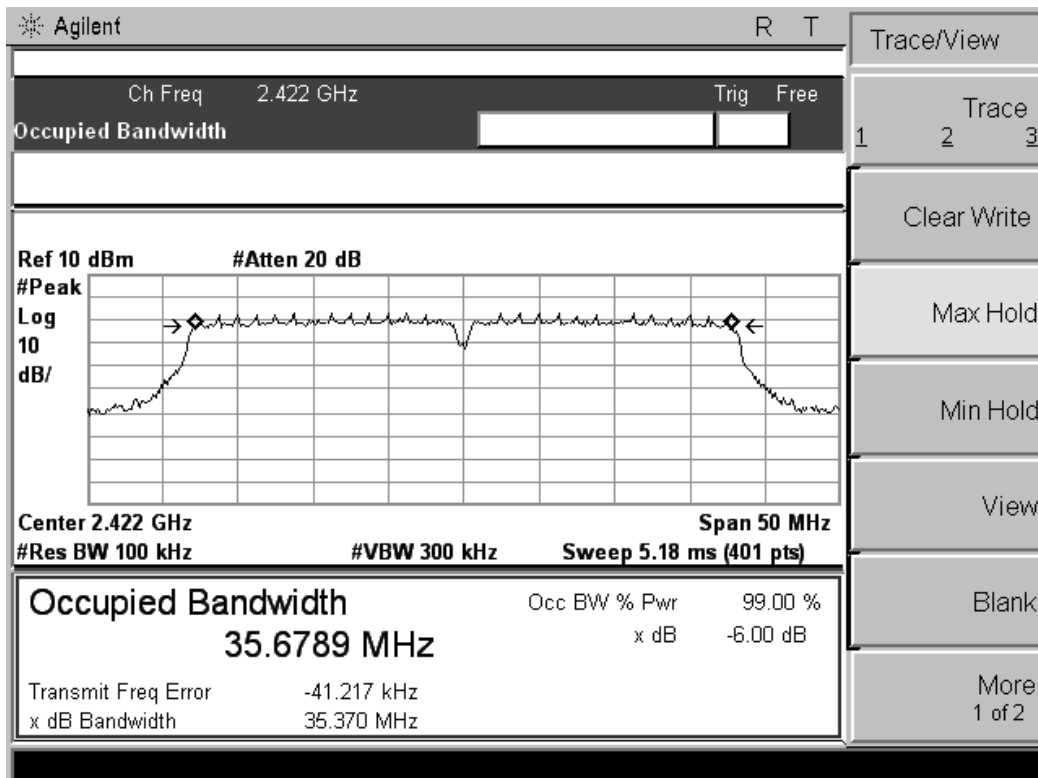 Agilent R T
Trace/View
Ch Freq 2.422 GHz Trig Free
Occupied Bandwidth
Trace
1 2 3
Clear Write
Max Hold
Min Hold
View
Blank
More
1 of 2
Ref 10 dBm #Atten 20 dB
#Peak
Log
10
dB/
Center 2.422 GHz Span 50 MHz
#Res BW 100 kHz #VBW 300 kHz Sweep 5.18 ms (401 pts)
Occupied Bandwidth Occ BW % Pwr 99.00 %
35.6789 MHz x dB -6.00 dB
Transmit Freq Error -41.217 kHz
x dB Bandwidth 35.370 MHz